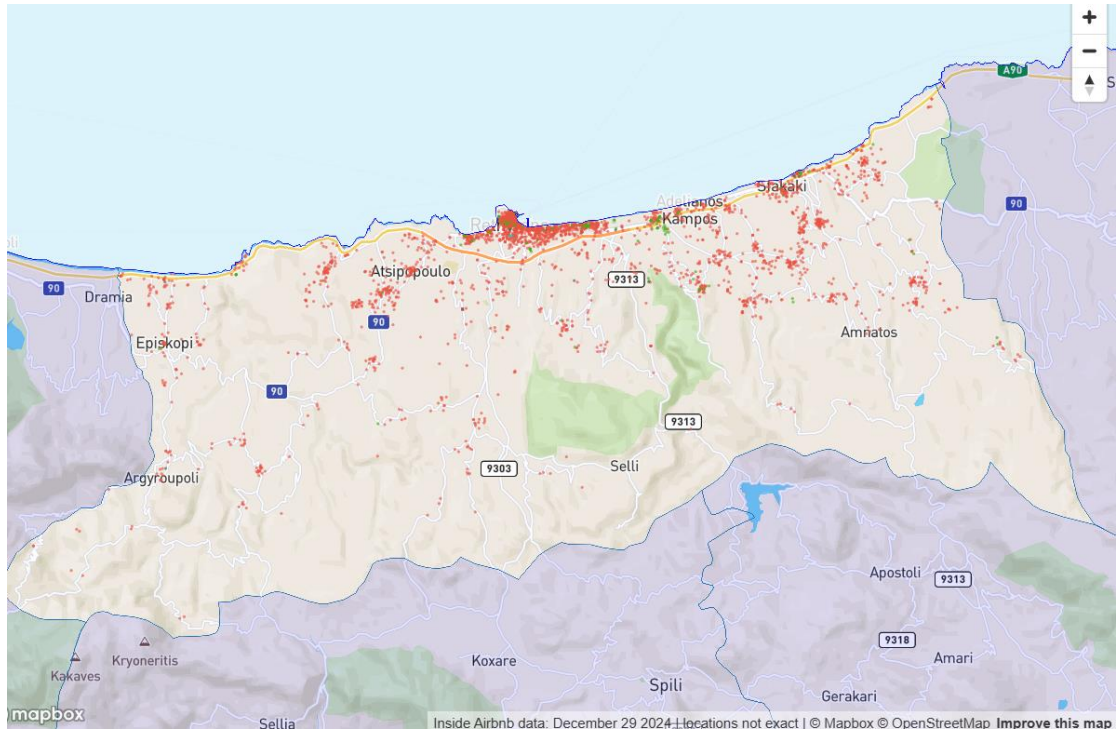 +
−
A90
90
Sfakaki
Adelianos
Kampos
Atsipopoulo
9313
90
Dramia
90
Amnatos
Episkopi
90
9313
9303
Selli
Argyroupoli
Apostoli
9313
9318
Kryoneritis
Kakaves
Koxare
Amari
Spili
Gerakari
mapbox
Sellia
Inside Airbnb data: December 29 2024 | locations not exact | © Mapbox © OpenStreetMap Improve this map